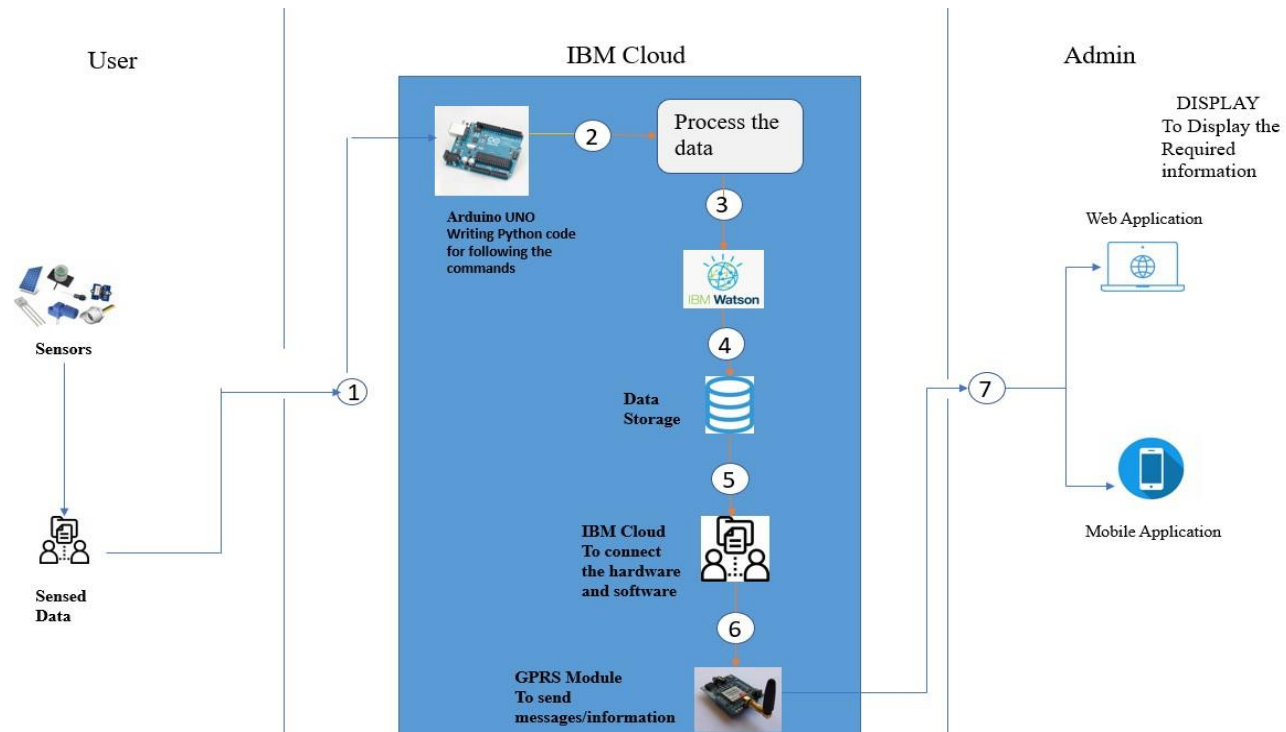 User
IBM Cloud
Admin
DISPLAY
To Display the
Required
information
2
Process the
data
Arduino UNO
Writing Python code
for following the
commands
3
IBM Watson
Web Application
Sensors
1
4
Data
Storage
7
5
IBM Cloud
To connect
the hardware
and software
Mobile Application
Sensed
Data
6
GPRS Module
To send
messages/information